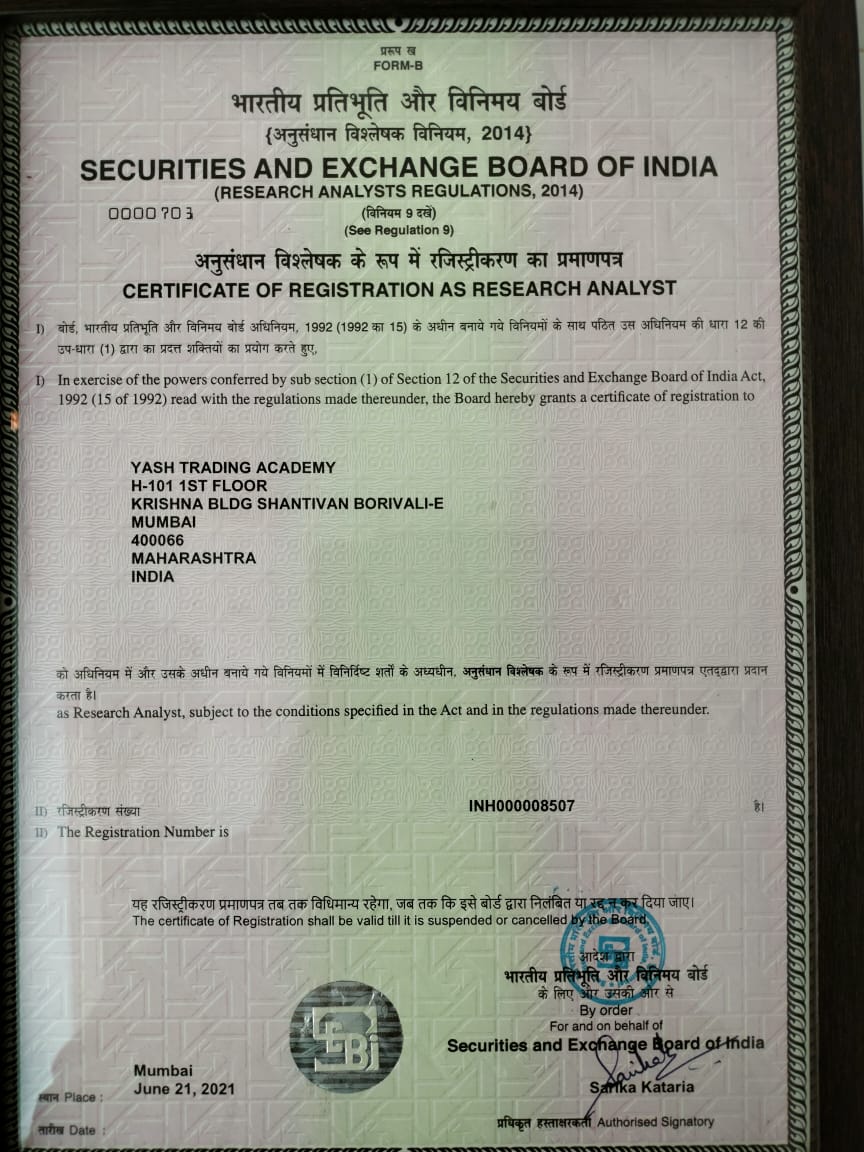 प्ररूप ख
FORM-B
भारतीय प्रतिभूति और विनिमय बोर्ड
{अनुसंधान विश्लेषक विनियम, 2014}
SECURITIES AND EXCHANGE BOARD OF INDIA
(RESEARCH ANALYSTS REGULATIONS, 2014)
0000703
(विनियम 9 दखें)
(See Regulation 9)
अनुसंधान विश्लेषक के रूप में रजिस्ट्रीकरण का प्रमाणपत्र
CERTIFICATE OF REGISTRATION AS RESEARCH ANALYST
I) बोर्ड, भारतीय प्रतिभूति और विनिमय बोर्ड अधिनियम, 1992 (1992 का 15) के अधीन बनाये गये विनियमों के साथ पठित उस अधिनियम की धारा 12 की
उप-धारा (1) द्वारा का प्रदत्त शक्तियों का प्रयोग करते हुए,
I) In exercise of the powers conferred by sub section (1) of Section 12 of the Securities and Exchange Board of India Act,
1992 (15 of 1992) read with the regulations made thereunder, the Board hereby grants a certificate of registration to
YASH TRADING ACADEMY
H-101 1ST FLOOR
KRISHNA BLDG SHANTIVAN BORIVALI-E
MUMBAI
400066
MAHARASHTRA
INDIA
को अधिनियम में और उसके अधीन बनाये गये विनियमों में विनिर्दिष्ट शर्तों के अध्यधीन, अनुसंधान विश्लेषक के रूप में रजिस्ट्रीकरण प्रमाणपत्र एतद्द्वारा प्रदान
करता है।
as Research Analyst, subject to the conditions specified in the Act and in the regulations made thereunder.
II) रजिस्ट्रीकरण संख्या INH000008507 है।
II) The Registration Number is
यह रजिस्ट्रीकरण प्रमाणपत्र तब तक विधिमान्य रहेगा, जब तक कि इसे बोर्ड द्वारा निलंबित या रद्द न कर दिया जाए।
The certificate of Registration shall be valid till it is suspended or cancelled by the Board.
आदेश द्वारा
भारतीय प्रतिभूति और विनिमय बोर्ड
के लिए और उसकी ओर से
By order
For and on behalf of
Securities and Exchange Board of India
SEBI
Sarika Kataria
Mumbai
स्थान Place :
June 21, 2021
तारीख Date :
प्राधिकृत हस्ताक्षरकर्ता Authorised Signatory